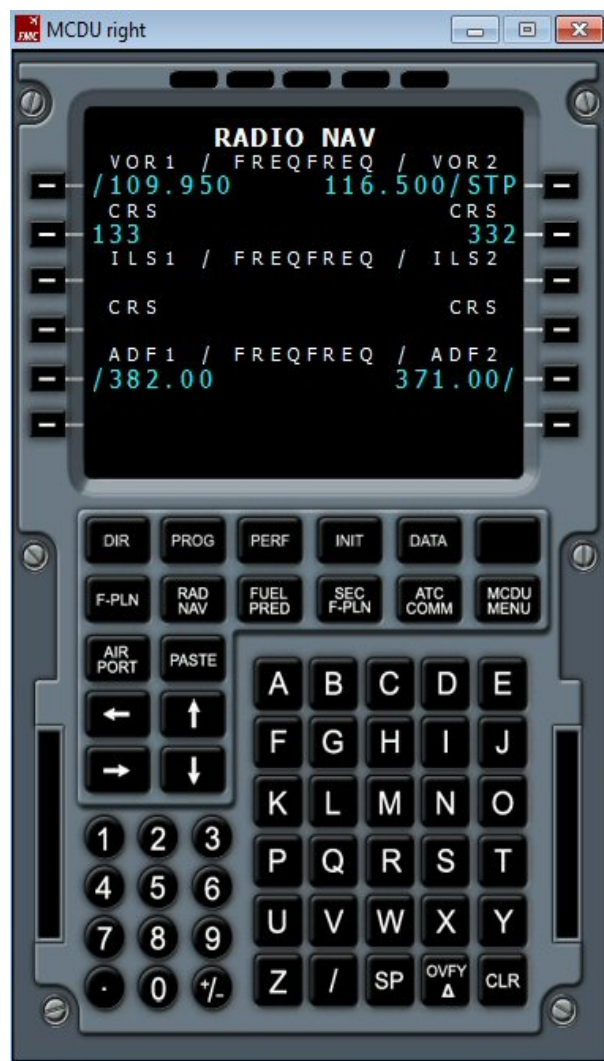 FMC MCDU right
RADIO NAV
VOR1 / FREQFREQ / VOR2
/109.950 116.500/STP
CRS CRS
133 332
ILS1 / FREQFREQ / ILS2
CRS CRS
ADF1 / FREQFREQ / ADF2
/382.00 371.00/
DIR PROG PERF INIT DATA
F-PLN RAD NAV FUEL PRED SEC F-PLN ATC COMM MCDU MENU
AIR PORT PASTE
A B C D E
← ↑
F G H I J
→ ↓
K L M N O
1 2 3
P Q R S T
4 5 6
U V W X Y
7 8 9
Z / SP OVFY Δ CLR
. 0 +/-